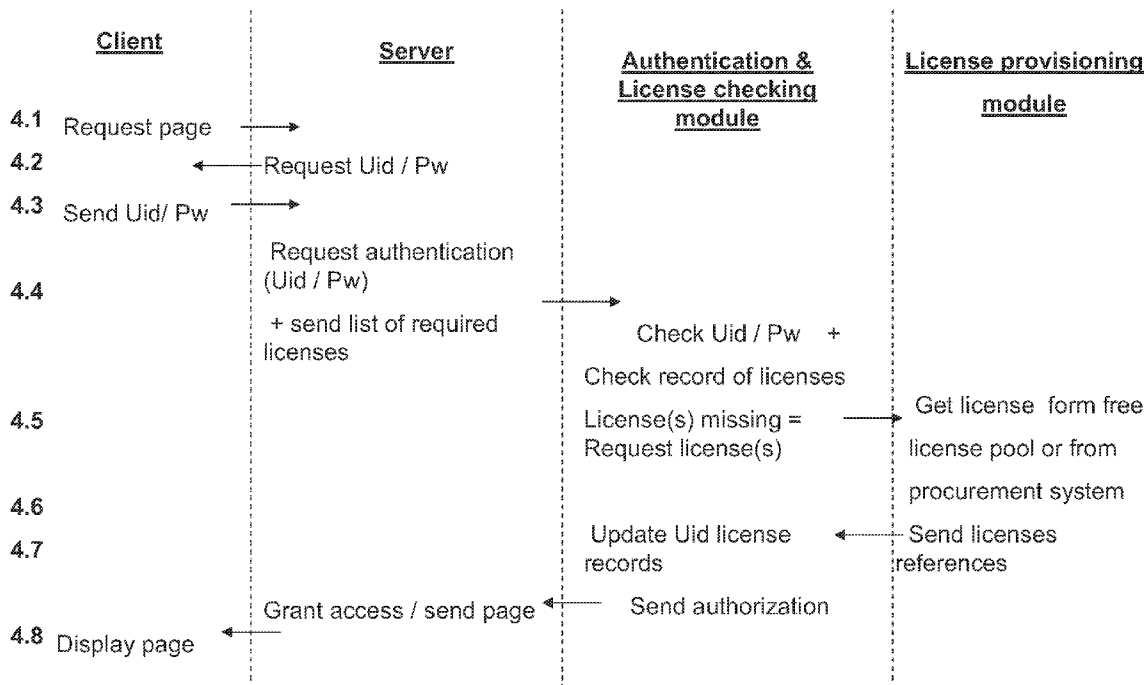 Client
Server
Authentication &
License checking
module
License provisioning
module
4.1 Request page
4.2 Request Uid / Pw
4.3 Send Uid/ Pw
Request authentication
(Uid / Pw)
4.4
+ send list of required
licenses
Check Uid / Pw +
Check record of licenses
4.5
License(s) missing =
Request license(s)
Get license form free
license pool or from
procurement system
4.6
4.7
Update Uid license
records
Send licenses
references
Send authorization
Grant access / send page
4.8 Display page